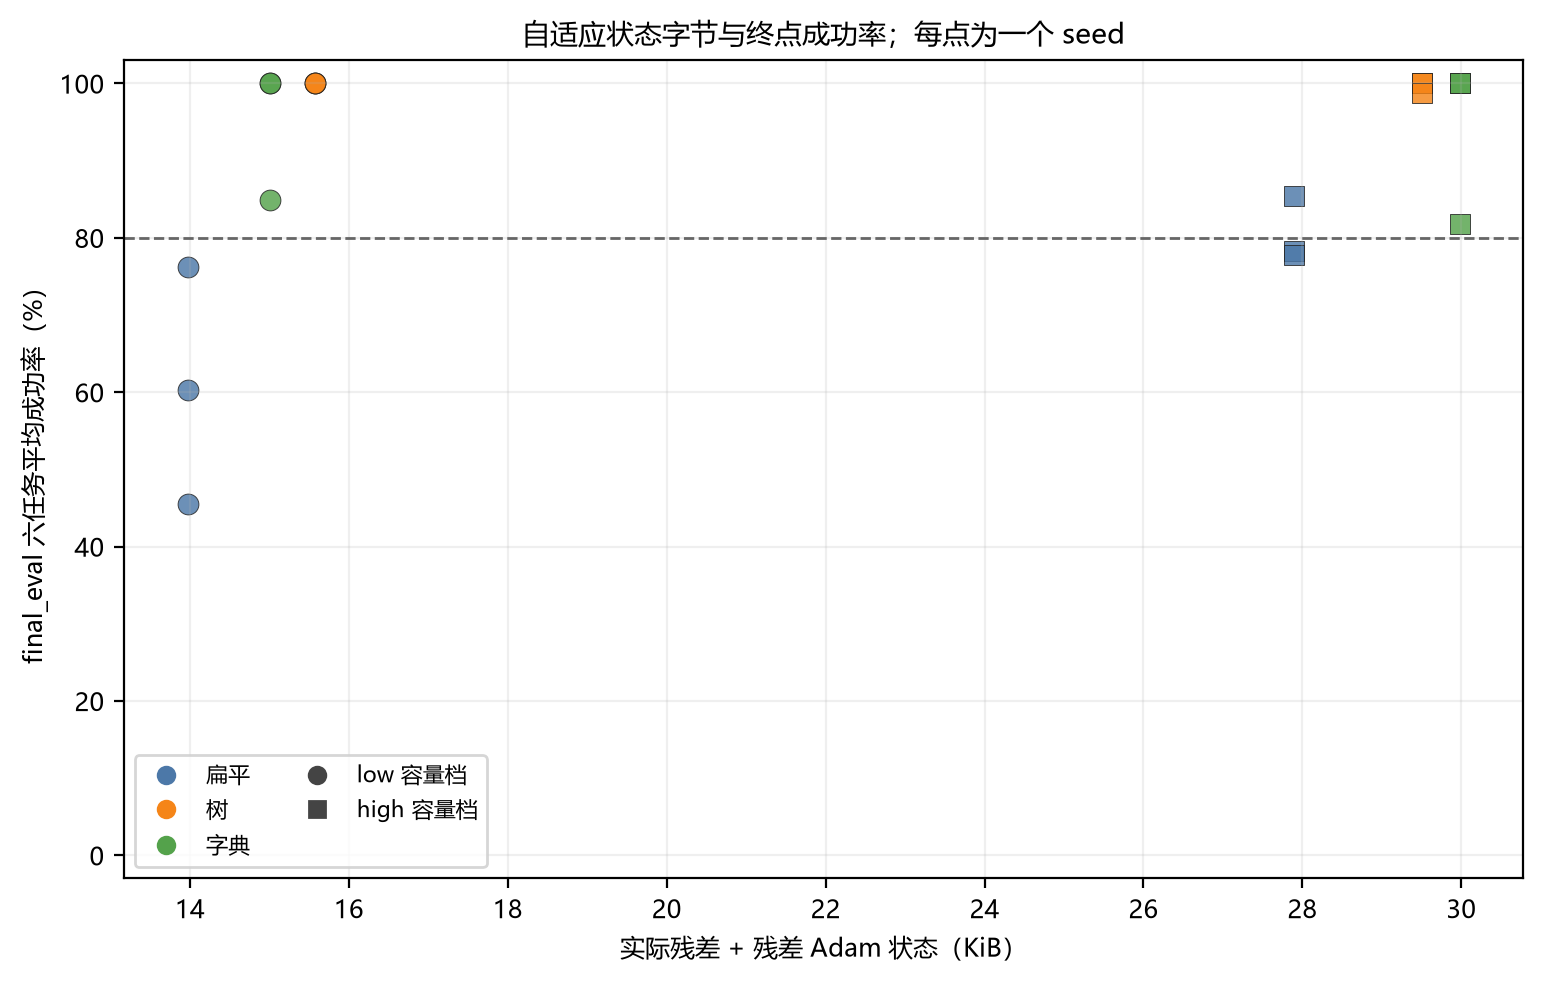 自适应状态字节与终点成功率；每点为一个 seed
final_eval 六任务平均成功率（%）
100
80
60
40
20
0
扁平
树
字典
low 容量档
high 容量档
14 16 18 20 22 24 26 28 30
实际残差 + 残差 Adam 状态（KiB）